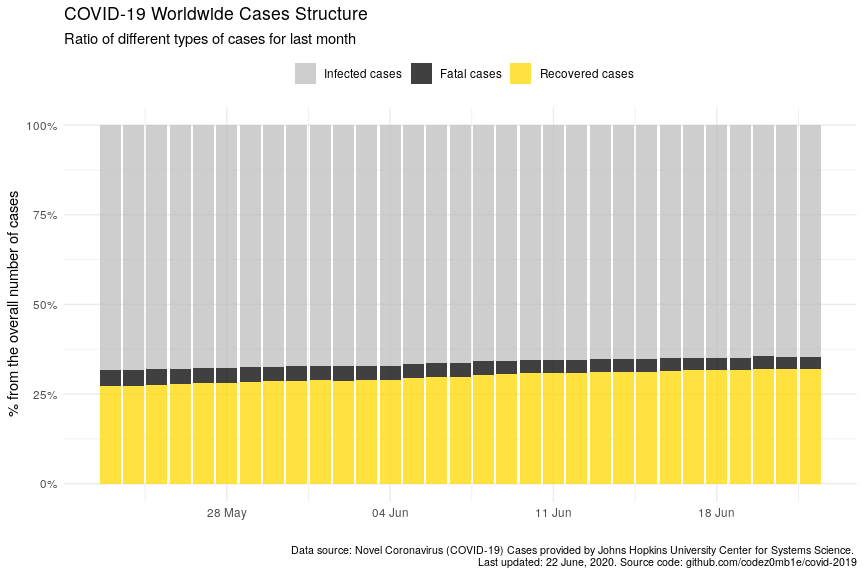 COVID-19 Worldwide Cases Structure
Ratio of different types of cases for last month
Infected cases
Fatal cases
Recovered cases
% from the overall number of cases
100%
75%
50%
25%
0%
28 May
04 Jun
11 Jun
18 Jun
Data source: Novel Coronavirus (COVID-19) Cases provided by Johns Hopkins University Center for Systems Science.
Last updated: 22 June, 2020. Source code: github.com/codez0mb1e/covid-2019